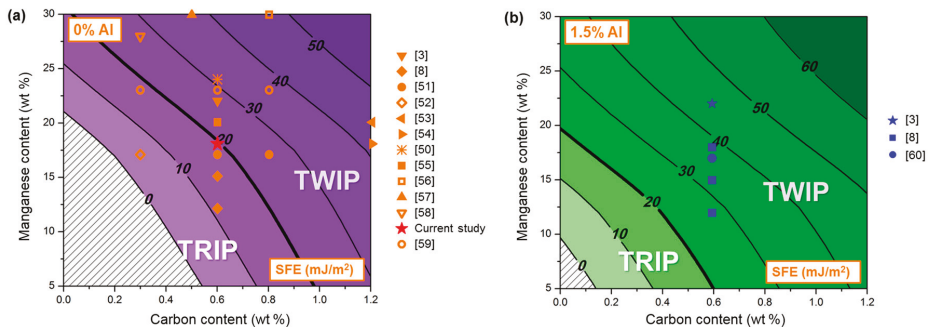 (a)
0% Al
Manganese content (wt %)
30
25
20
15
10
5
0
10
20
30
40
50
TRIP
TWIP
SFE (mJ/m²)
0.0 0.2 0.4 0.6 0.8 1.0 1.2
Carbon content (wt %)
[3]
[8]
[51]
[52]
[53]
[54]
[50]
[55]
[56]
[57]
[58]
Current study
[59]
(b)
1.5% Al
Manganese content (wt %)
30
25
20
15
10
5
0
10
20
30
40
50
60
TRIP
TWIP
SFE (mJ/m²)
0.0 0.2 0.4 0.6 0.8 1.0 1.2
Carbon content (wt %)
[3]
[8]
[60]